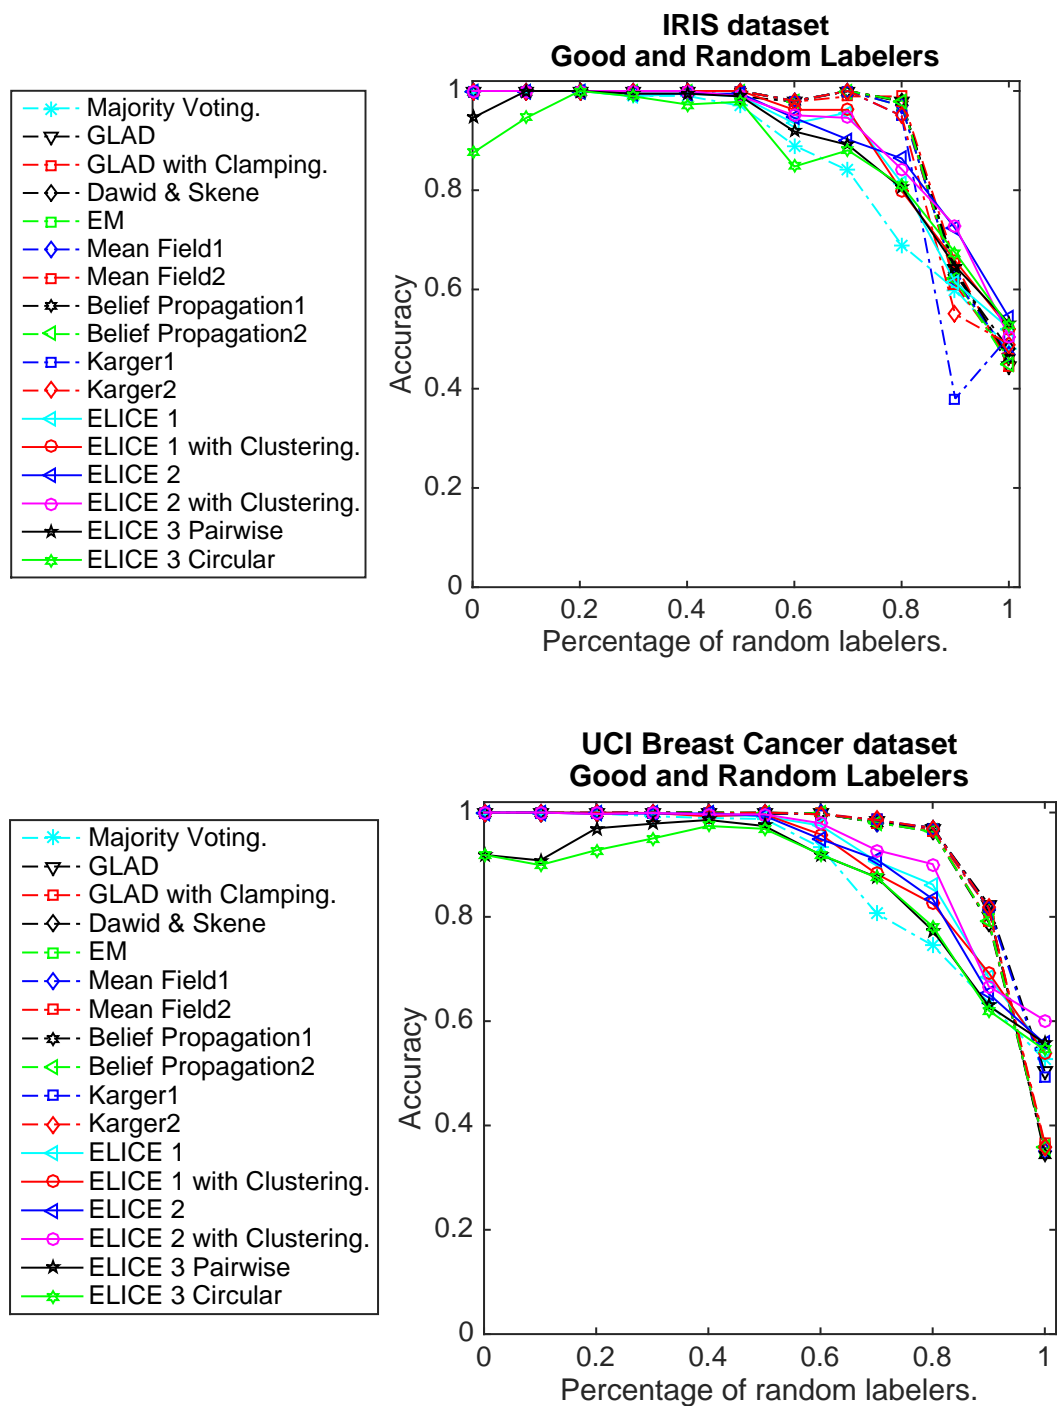 IRIS dataset
Good and Random Labelers
Majority Voting.
GLAD
GLAD with Clamping.
Dawid & Skene
EM
Mean Field1
Mean Field2
Belief Propagation1
Belief Propagation2
Karger1
Karger2
ELICE 1
ELICE 1 with Clustering.
ELICE 2
ELICE 2 with Clustering.
ELICE 3 Pairwise
ELICE 3 Circular
Accuracy
1
0.8
0.6
0.4
0.2
0
0 0.2 0.4 0.6 0.8 1
Percentage of random labelers.
UCI Breast Cancer dataset
Good and Random Labelers
Majority Voting.
GLAD
GLAD with Clamping.
Dawid & Skene
EM
Mean Field1
Mean Field2
Belief Propagation1
Belief Propagation2
Karger1
Karger2
ELICE 1
ELICE 1 with Clustering.
ELICE 2
ELICE 2 with Clustering.
ELICE 3 Pairwise
ELICE 3 Circular
Accuracy
1
0.8
0.6
0.4
0.2
0
0 0.2 0.4 0.6 0.8 1
Percentage of random labelers.